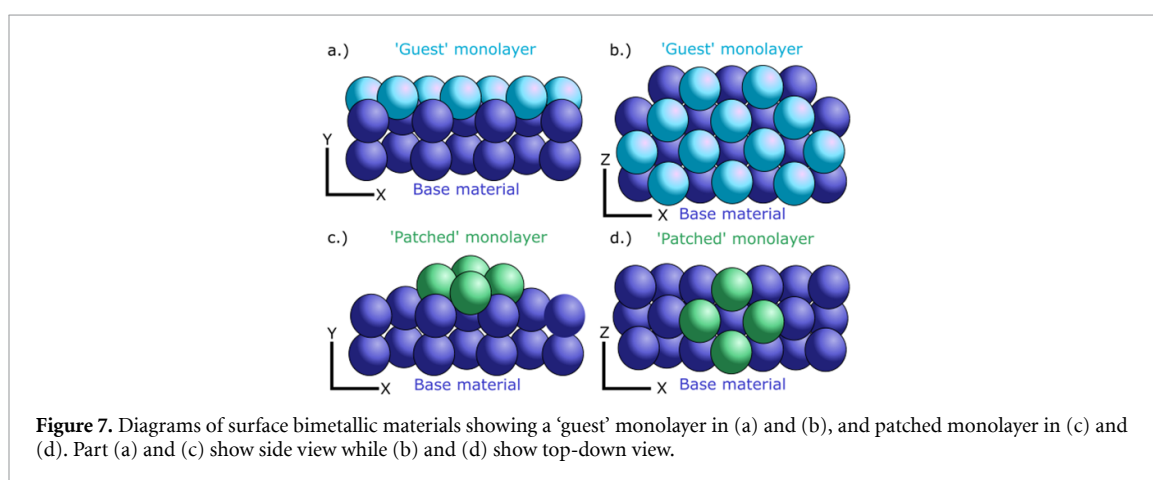 a.) 'Guest' monolayer
b.) 'Guest' monolayer
Y
X
Base material
Z
X
Base material
c.) 'Patched' monolayer
d.) 'Patched' monolayer
Y
X
Base material
Z
X
Base material
Figure 7. Diagrams of surface bimetallic materials showing a ‘guest’ monolayer in (a) and (b), and patched monolayer in (c) and
(d). Part (a) and (c) show side view while (b) and (d) show top-down view.